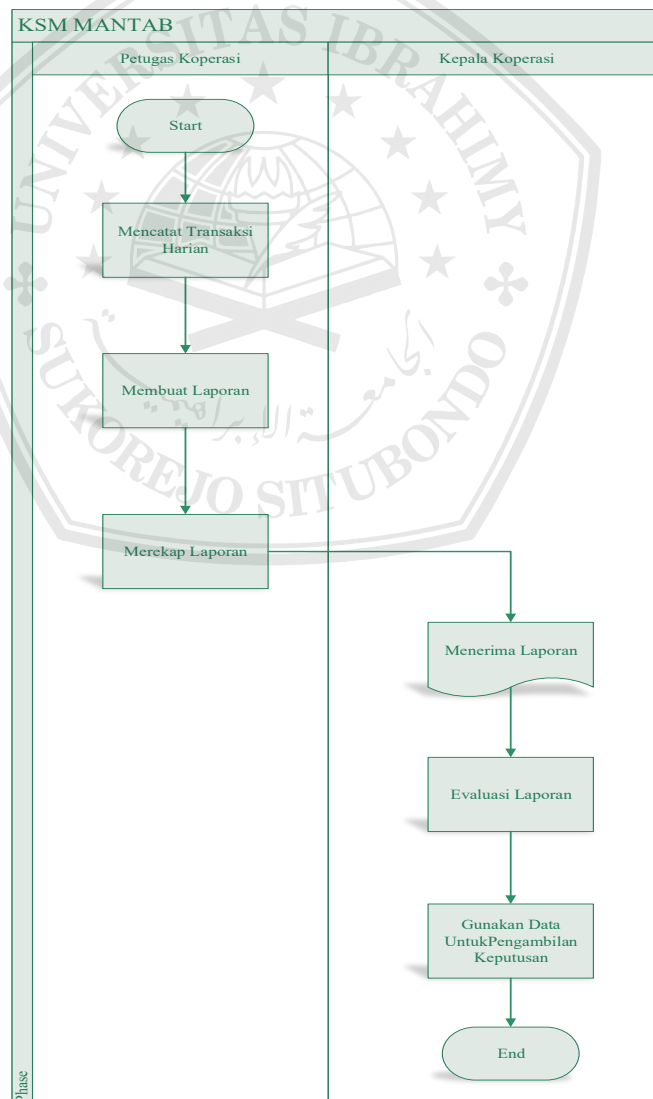 KSM MANTAB
Petugas Koperasi
Kepala Koperasi
Start
Mencatat Transaksi
Harian
Membuat Laporan
Merekap Laporan
Menerima Laporan
Evaluasi Laporan
Gunakan Data
UntukPengambilan
Keputusan
End
Phase
UNIVERSITAS IBRAHIMY
SUKOREJO SITUBONDO